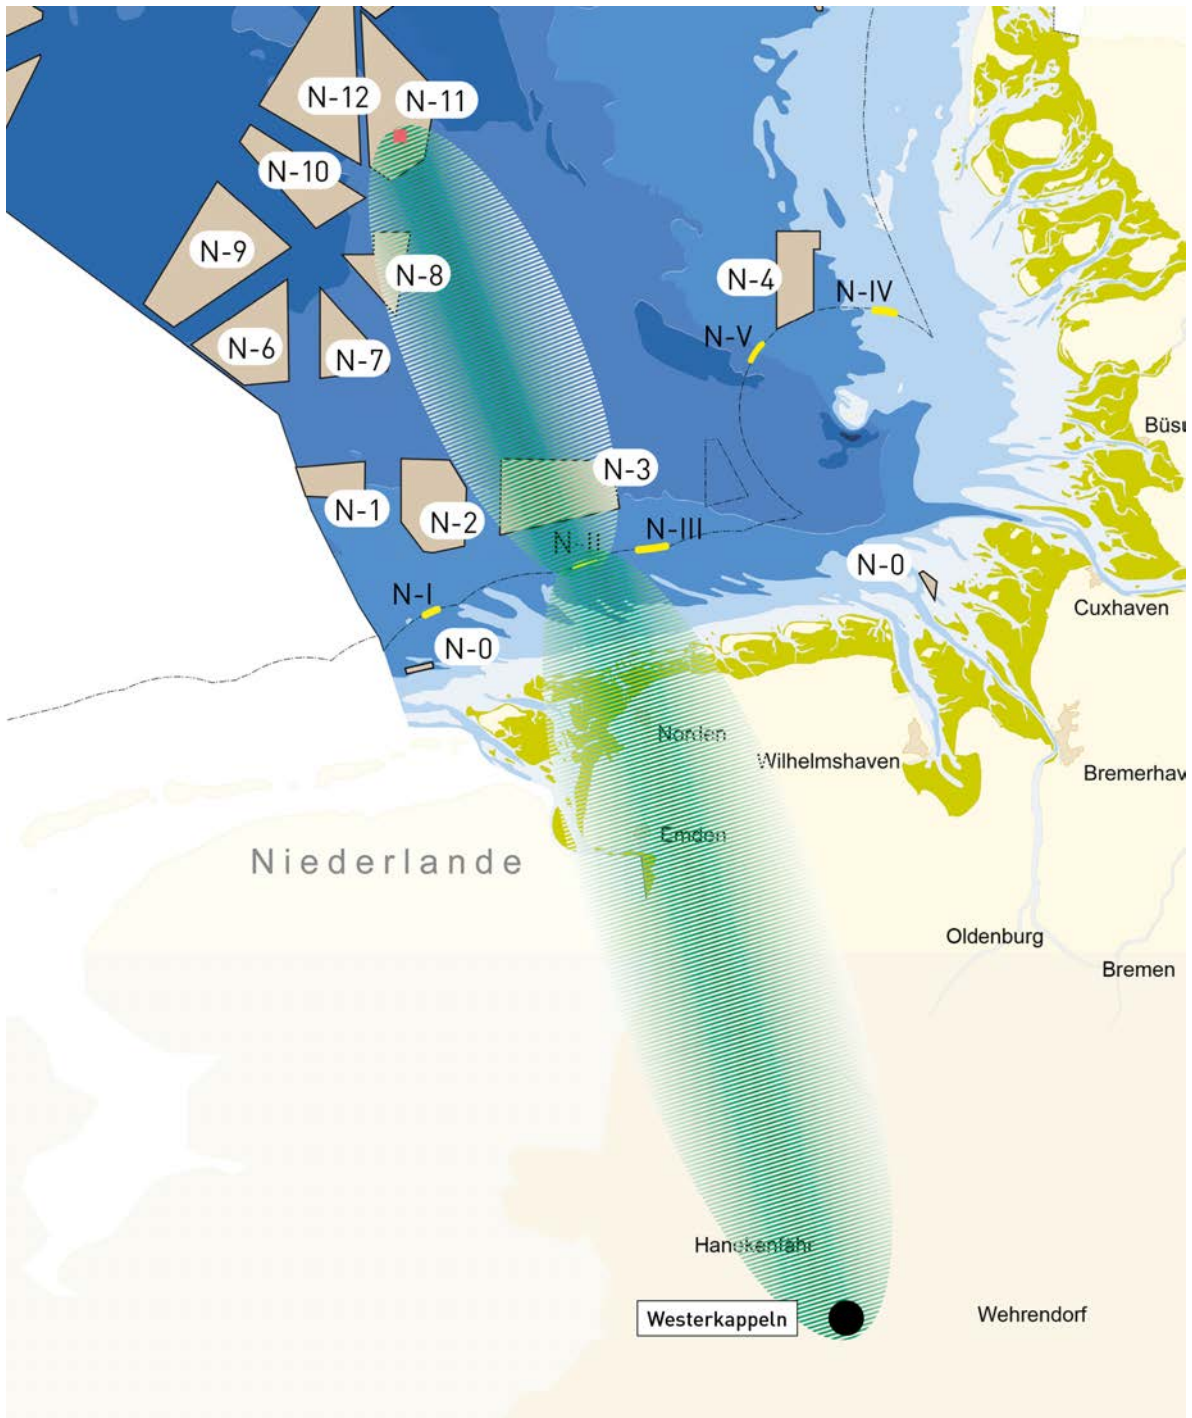 N-12
N-11
N-10
N-9
N-8
N-4
N-IV
N-V
N-6
N-7
Büs
N-3
N-1
N-2
N-II
N-III
N-0
N-I
Cuxhaven
N-0
Norden
Wilhelmshaven
Bremerhav
Emden
Niederlande
Oldenburg
Bremen
Hanekenfähr
Westerkappeln
Wehrendorf